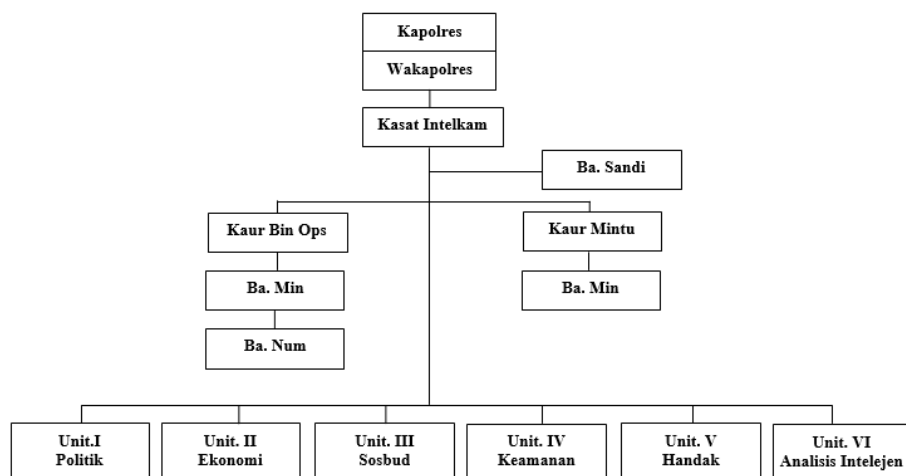 Kapolres
Wakapolres
Kasat Intelkam
Ba. Sandi
Kaur Bin Ops
Kaur Mintu
Ba. Min
Ba. Min
Ba. Num
Unit.I
Politik
Unit. II
Ekonomi
Unit. III
Sosbud
Unit. IV
Keamanan
Unit. V
Handak
Unit. VI
Analisis Intelejen